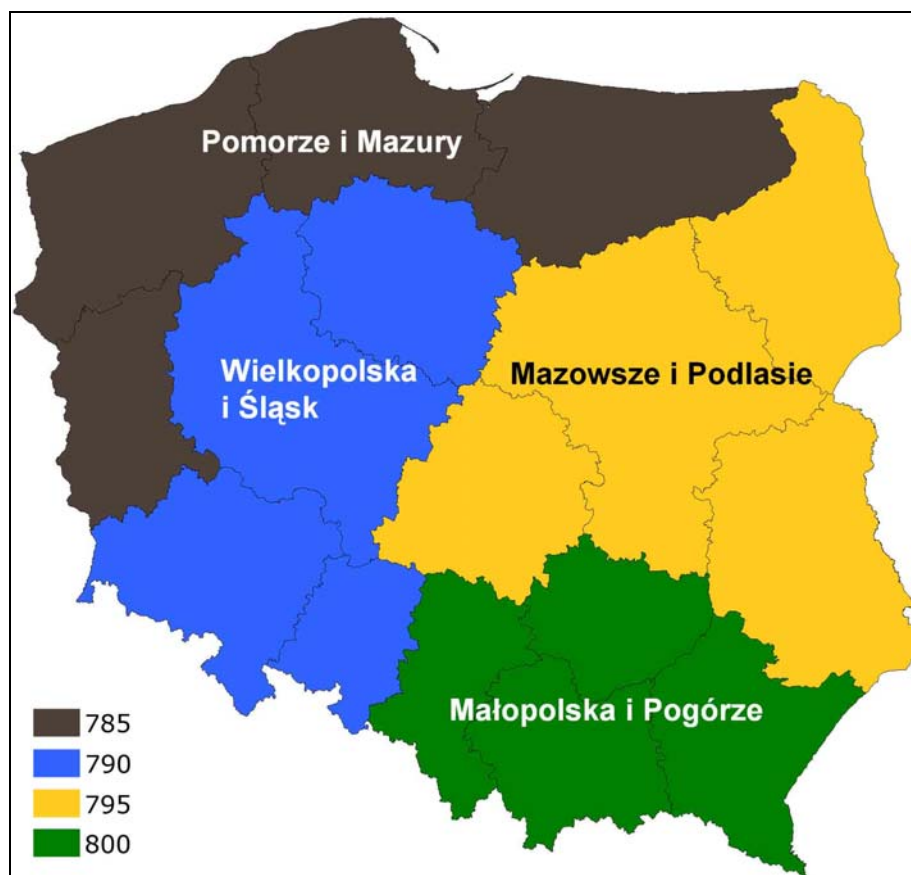 Pomorze i Mazury
Wielkopolska
i Śląsk
Mazowsze i Podlasie
Małopolska i Pogórze
785
790
795
800